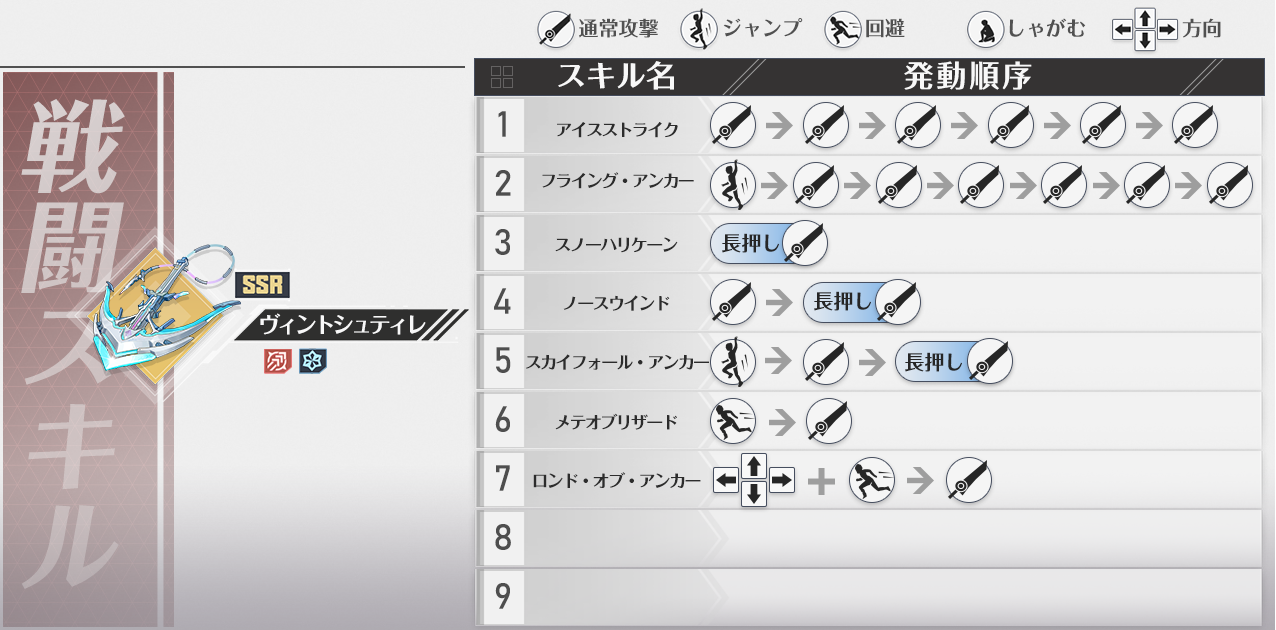 通常攻撃 ジャンプ 回避 しゃがむ 方向
戦闘スキル
SSR
ヴィントシュティレ
スキル名 発動順序
1 アイスストライク
2 フライング・アンカー
3 スノーハリケーン 長押し
4 ノースウインド 長押し
5 スカイフォール・アンカー 長押し
6 メテオブリザード
7 ロンド・オブ・アンカー
8
9